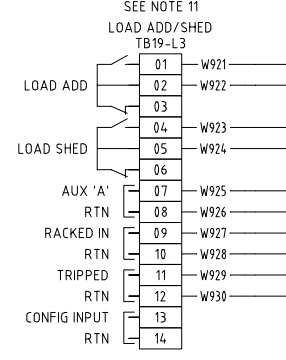 SEE NOTE 11
LOAD ADD/SHED
TB19-L3
01 W921
LOAD ADD 02 W922
03
04 W923
LOAD SHED 05 W924
06
AUX 'A' 07 W925
RTN 08 W926
RACKED IN 09 W927
RTN 10 W928
TRIPPED 11 W929
RTN 12 W930
CONFIG INPUT 13
RTN 14